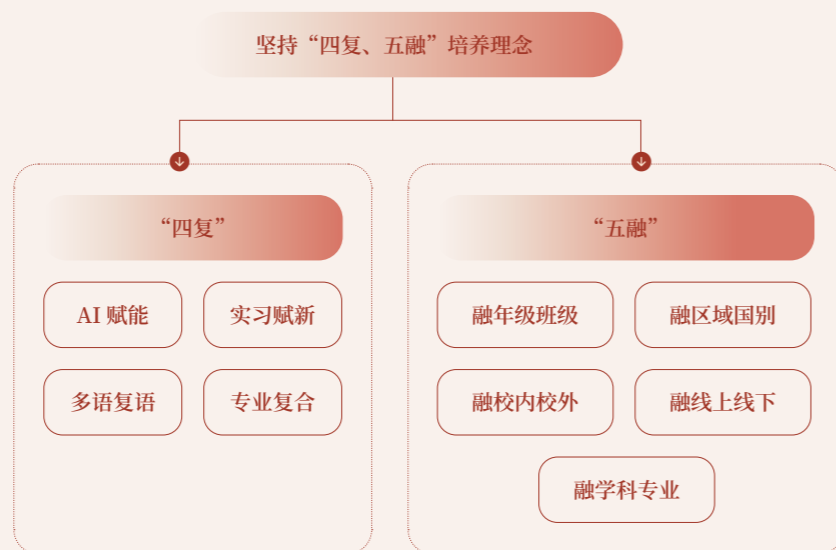 坚持“四复、五融”培养理念
“四复”
AI 赋能
实习赋新
多语复语
专业复合
“五融”
融年级班级
融区域国别
融校内校外
融线上线下
融学科专业